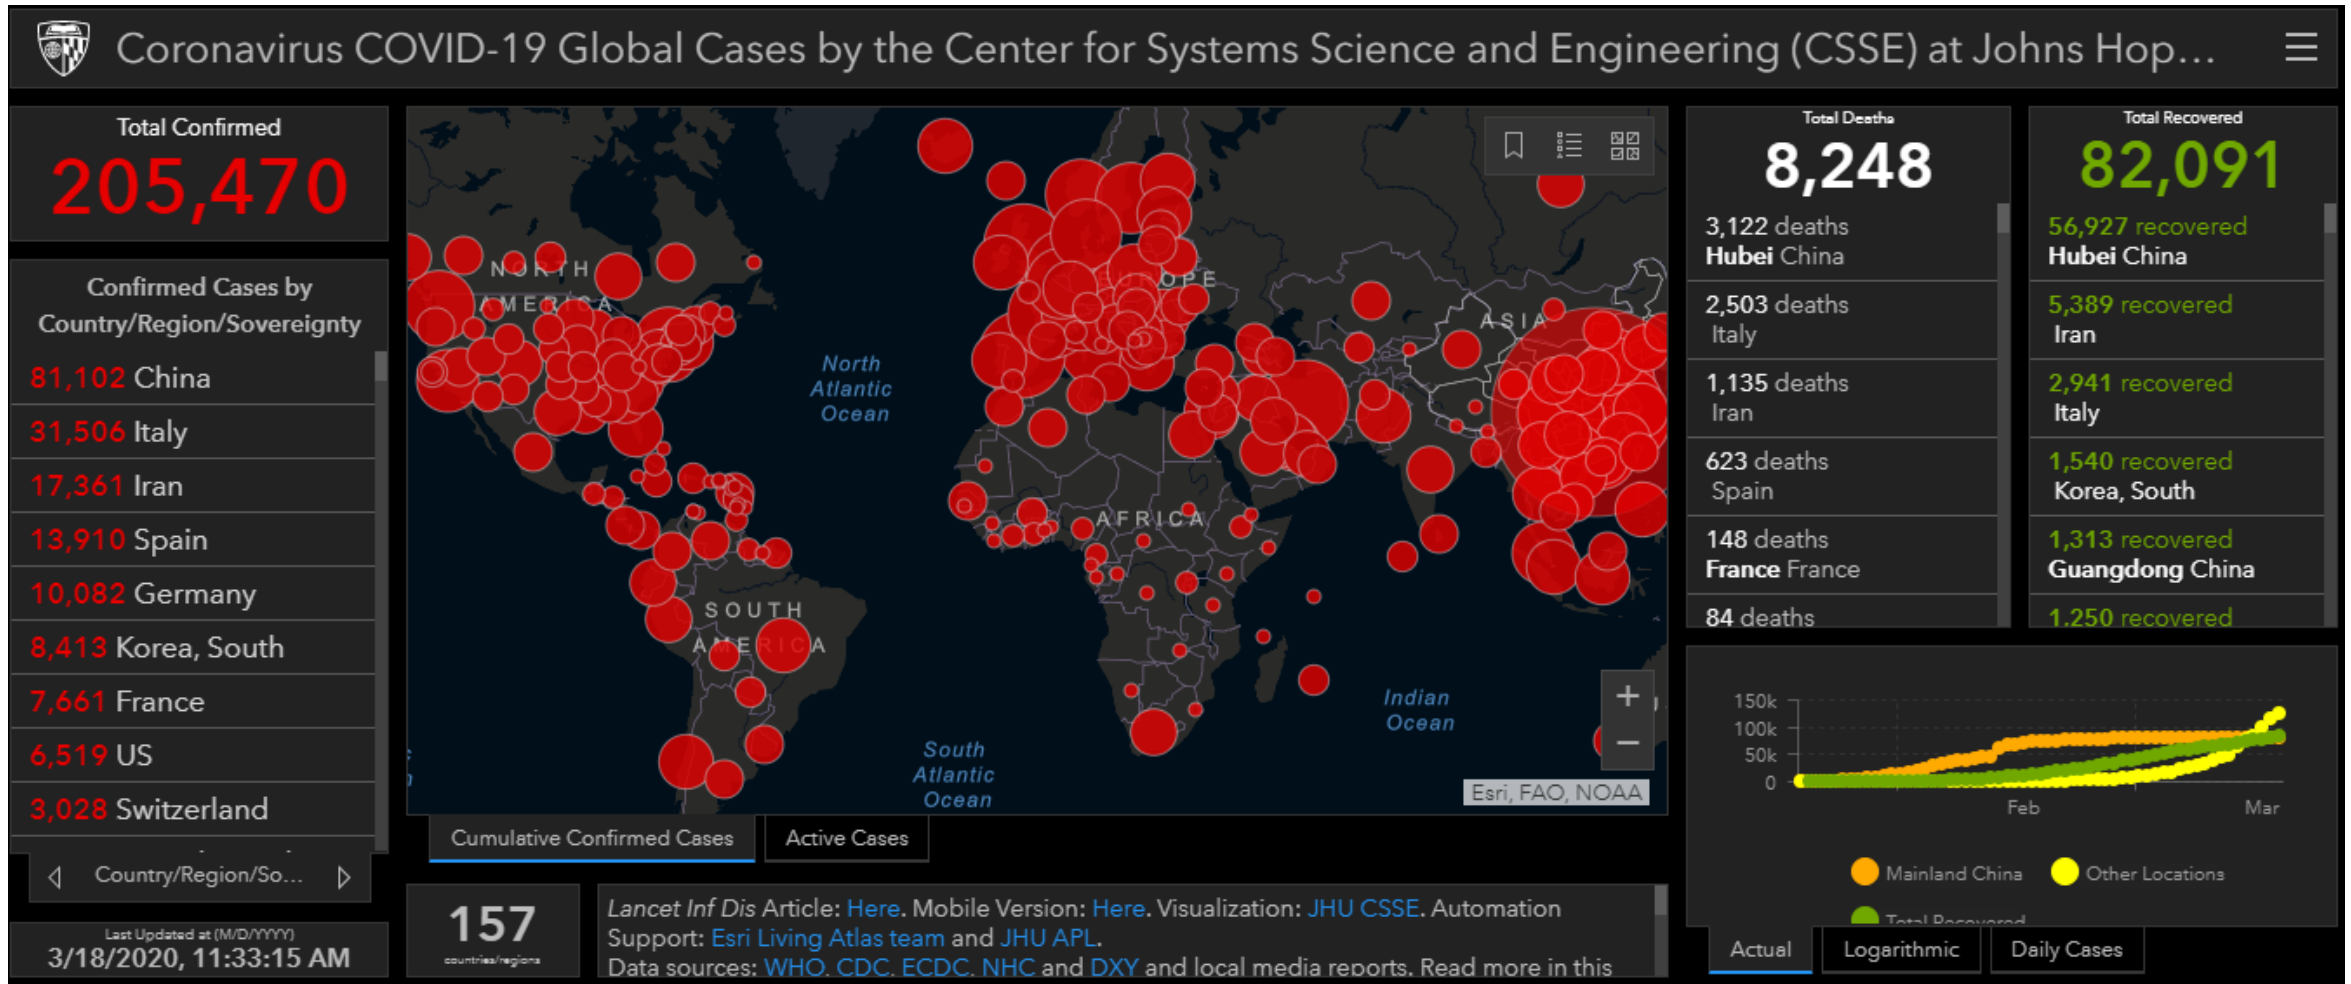 Coronavirus COVID-19 Global Cases by the Center for Systems Science and Engineering (CSSE) at Johns Hop...
Total Confirmed
205,470
Confirmed Cases by
Country/Region/Sovereignty
81,102 China
31,506 Italy
17,361 Iran
13,910 Spain
10,082 Germany
8,413 Korea, South
7,661 France
6,519 US
3,028 Switzerland
Country/Region/So...
Last Updated at (M/D/YYYY)
3/18/2020, 11:33:15 AM
NORTH
AMERICA
EUROPE
ASIA
North
Atlantic
Ocean
AFRICA
SOUTH
AMERICA
Indian
Ocean
South
Atlantic
Ocean
+
−
Esri, FAO, NOAA
Cumulative Confirmed Cases
Active Cases
157
countries/regions
Lancet Inf Dis Article: Here. Mobile Version: Here. Visualization: JHU CSSE. Automation
Support: Esri Living Atlas team and JHU APL.
Data sources: WHO, CDC, ECDC, NHC and DXY and local media reports. Read more in this
Total Deaths
8,248
3,122 deaths
Hubei China
2,503 deaths
Italy
1,135 deaths
Iran
623 deaths
Spain
148 deaths
France France
84 deaths
Total Recovered
82,091
56,927 recovered
Hubei China
5,389 recovered
Iran
2,941 recovered
Italy
1,540 recovered
Korea, South
1,313 recovered
Guangdong China
1,250 recovered
150k
100k
50k
0
Feb
Mar
Mainland China
Other Locations
Total Recovered
Actual
Logarithmic
Daily Cases